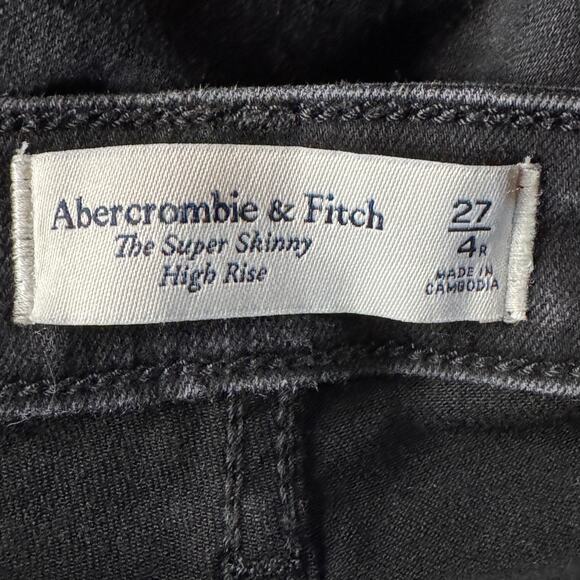 Abercrombie & Fitch
The Super Skinny
High Rise
27
4R
MADE IN
CAMBODIA